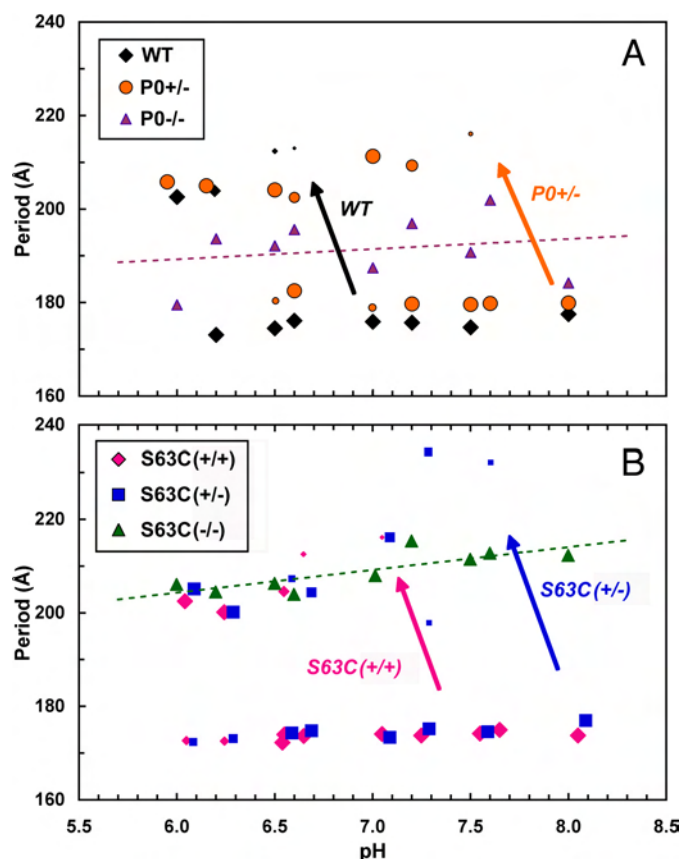 240
220
200
180
160
Period (Å)
WT
P0+/-
P0-/-
A
WT
P0+/-
240
220
200
180
160
Period (Å)
S63C(+/+)
S63C(+/-)
S63C(-/-)
B
S63C(+/+)
S63C(+/-)
5.5 6.0 6.5 7.0 7.5 8.0 8.5
pH